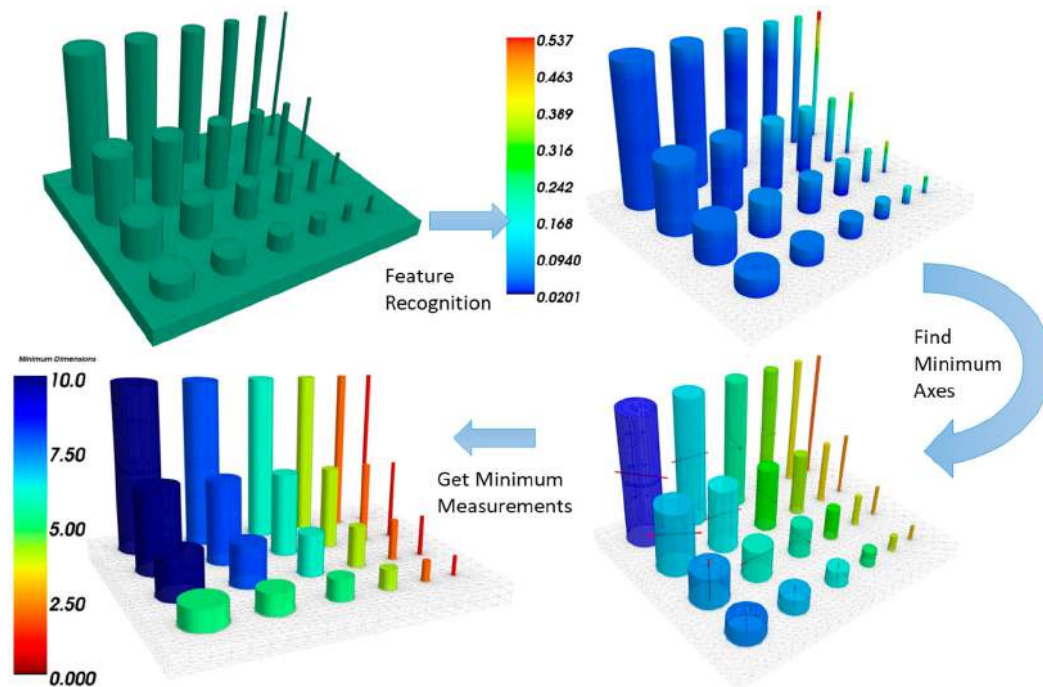 0.537
0.463
0.389
0.316
0.242
0.168
0.0940
0.0201
Feature
Recognition
Find
Minimum
Axes
Get Minimum
Measurements
Minimum Dimensions
10.0
7.50
5.00
2.50
0.000